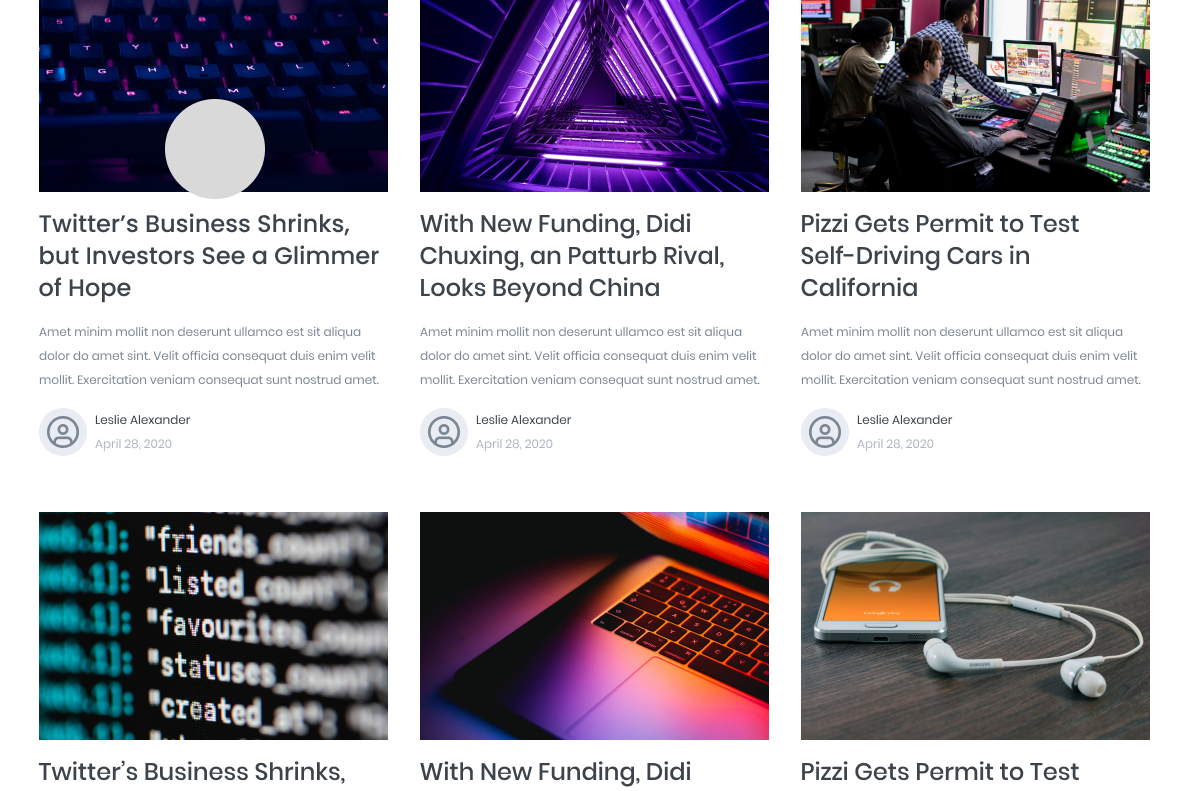 T Y U I O P
F G H J K L
V B N M
alt
Twitter’s Business Shrinks,
but Investors See a Glimmer
of Hope
Amet minim mollit non deserunt ullamco est sit aliqua
dolor do amet sint. Velit officia consequat duis enim velit
mollit. Exercitation veniam consequat sunt nostrud amet.
Leslie Alexander
April 28, 2020
With New Funding, Didi
Chuxing, an Patturb Rival,
Looks Beyond China
Amet minim mollit non deserunt ullamco est sit aliqua
dolor do amet sint. Velit officia consequat duis enim velit
mollit. Exercitation veniam consequat sunt nostrud amet.
Leslie Alexander
April 28, 2020
Pizzi Gets Permit to Test
Self-Driving Cars in
California
Amet minim mollit non deserunt ullamco est sit aliqua
dolor do amet sint. Velit officia consequat duis enim velit
mollit. Exercitation veniam consequat sunt nostrud amet.
Leslie Alexander
April 28, 2020
"friends_count":
"listed_count":
"favourites_coun
"statuses_coun
"created_at":
SAMSUNG
Twitter’s Business Shrinks,
With New Funding, Didi
Pizzi Gets Permit to Test